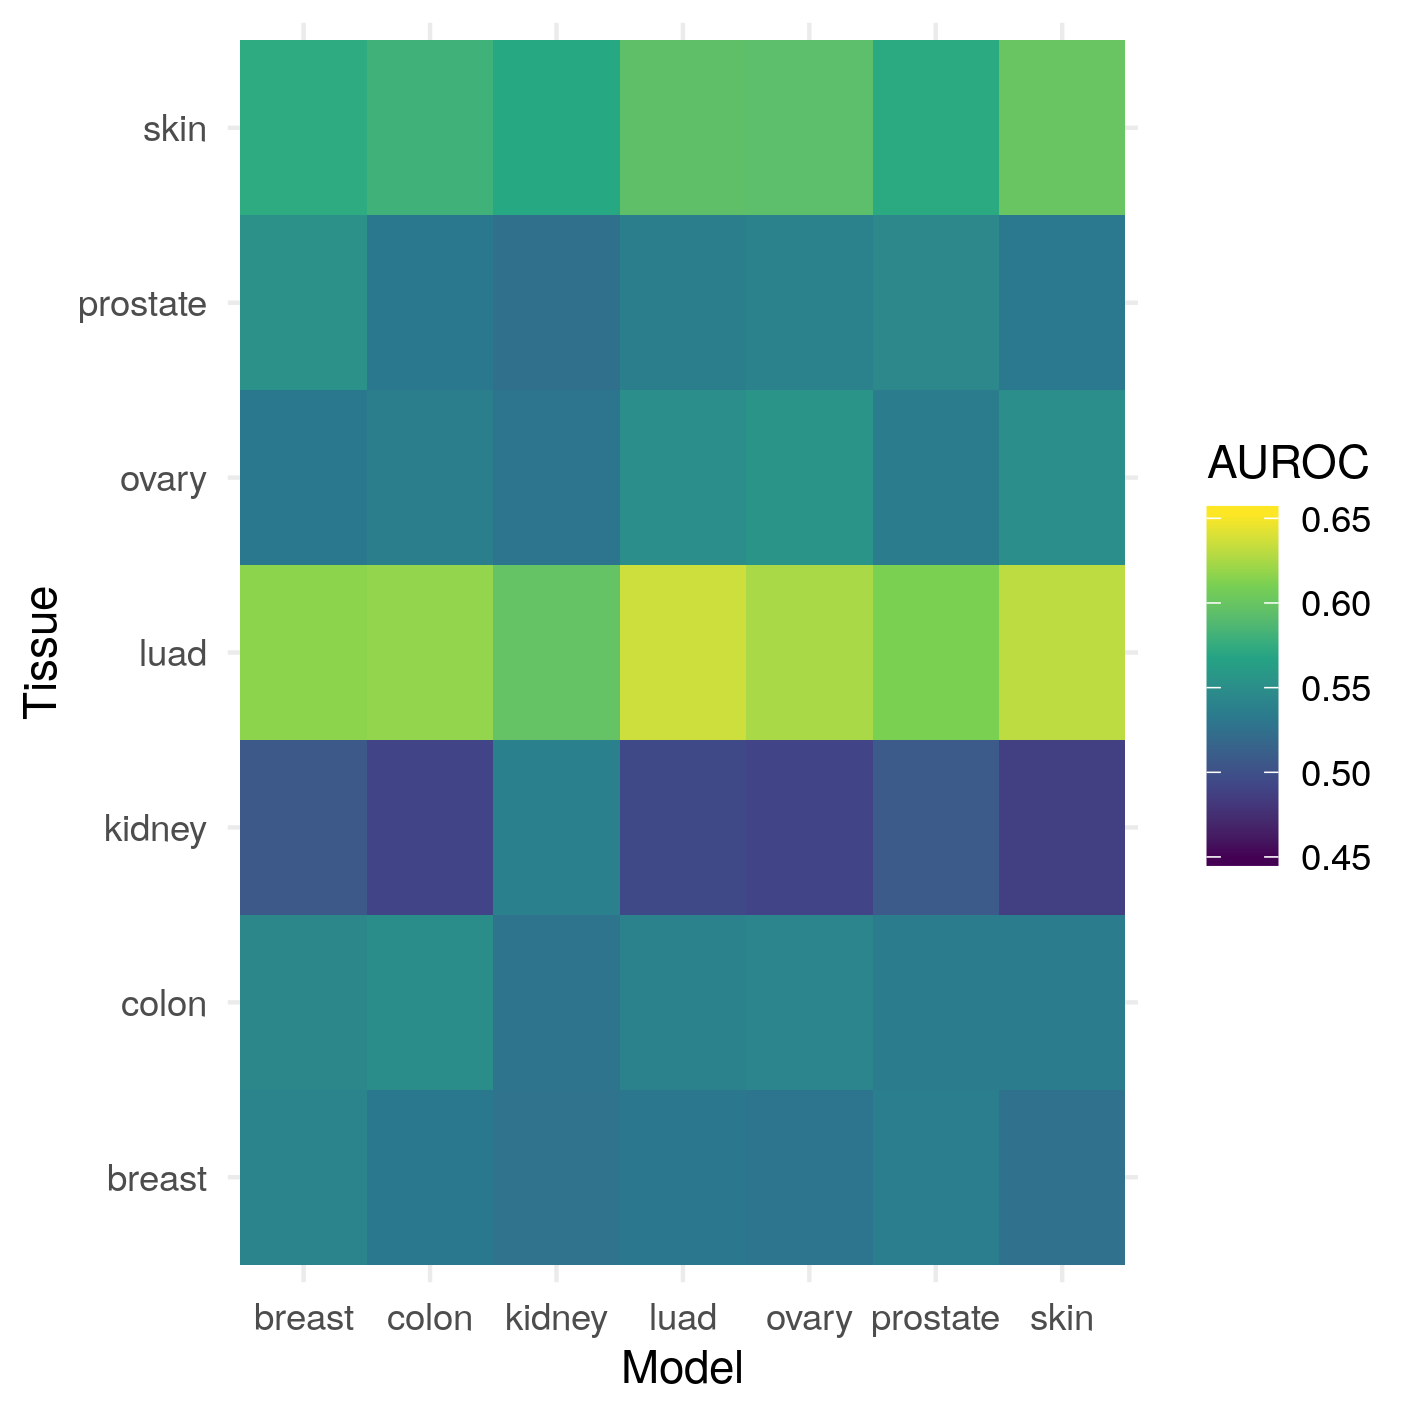 skin
prostate
ovary
luad
kidney
colon
breast
Tissue
breast colon kidney luad ovary prostate skin
Model
AUROC
0.65
0.60
0.55
0.50
0.45